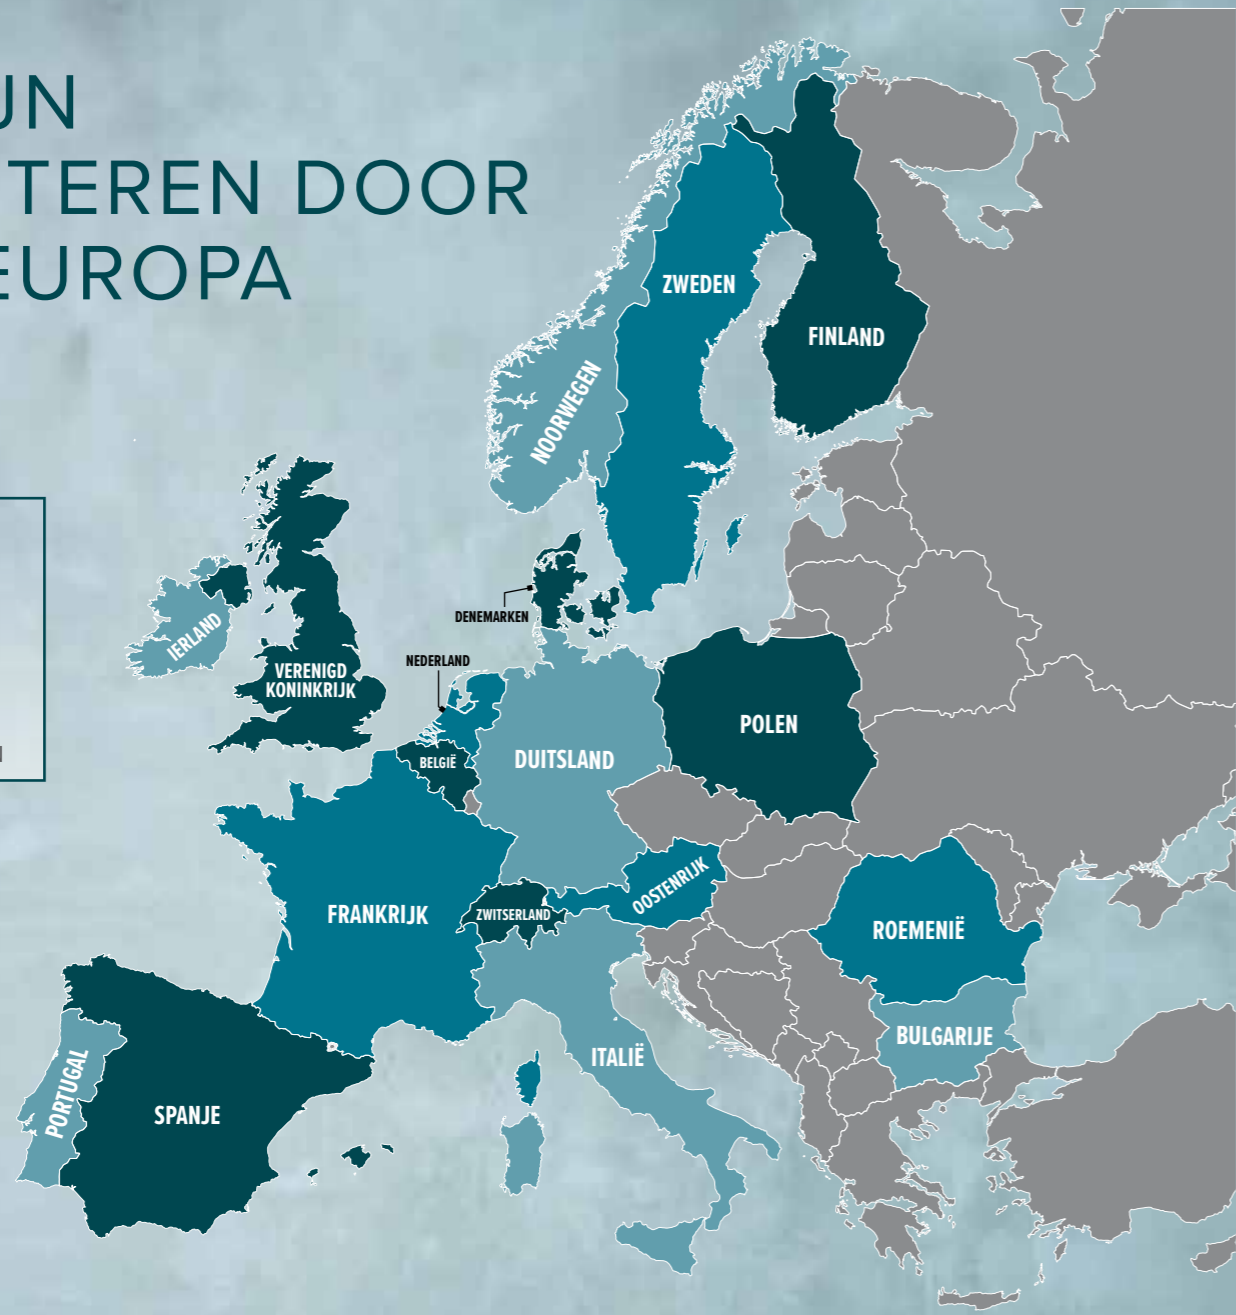 TEREN DOOR
EUROPA
ZWEDEN
FINLAND
NOORWEGEN
DENEMARKEN
IERLAND
VERENIGD
KONINKRIJK
NEDERLAND
BELGIË
DUITSLAND
POLEN
FRANKRIJK
ZWITSERLAND
OOSTENRIJK
ROEMENIË
BULGARIJE
ITALIË
PORTUGAL
SPANJE